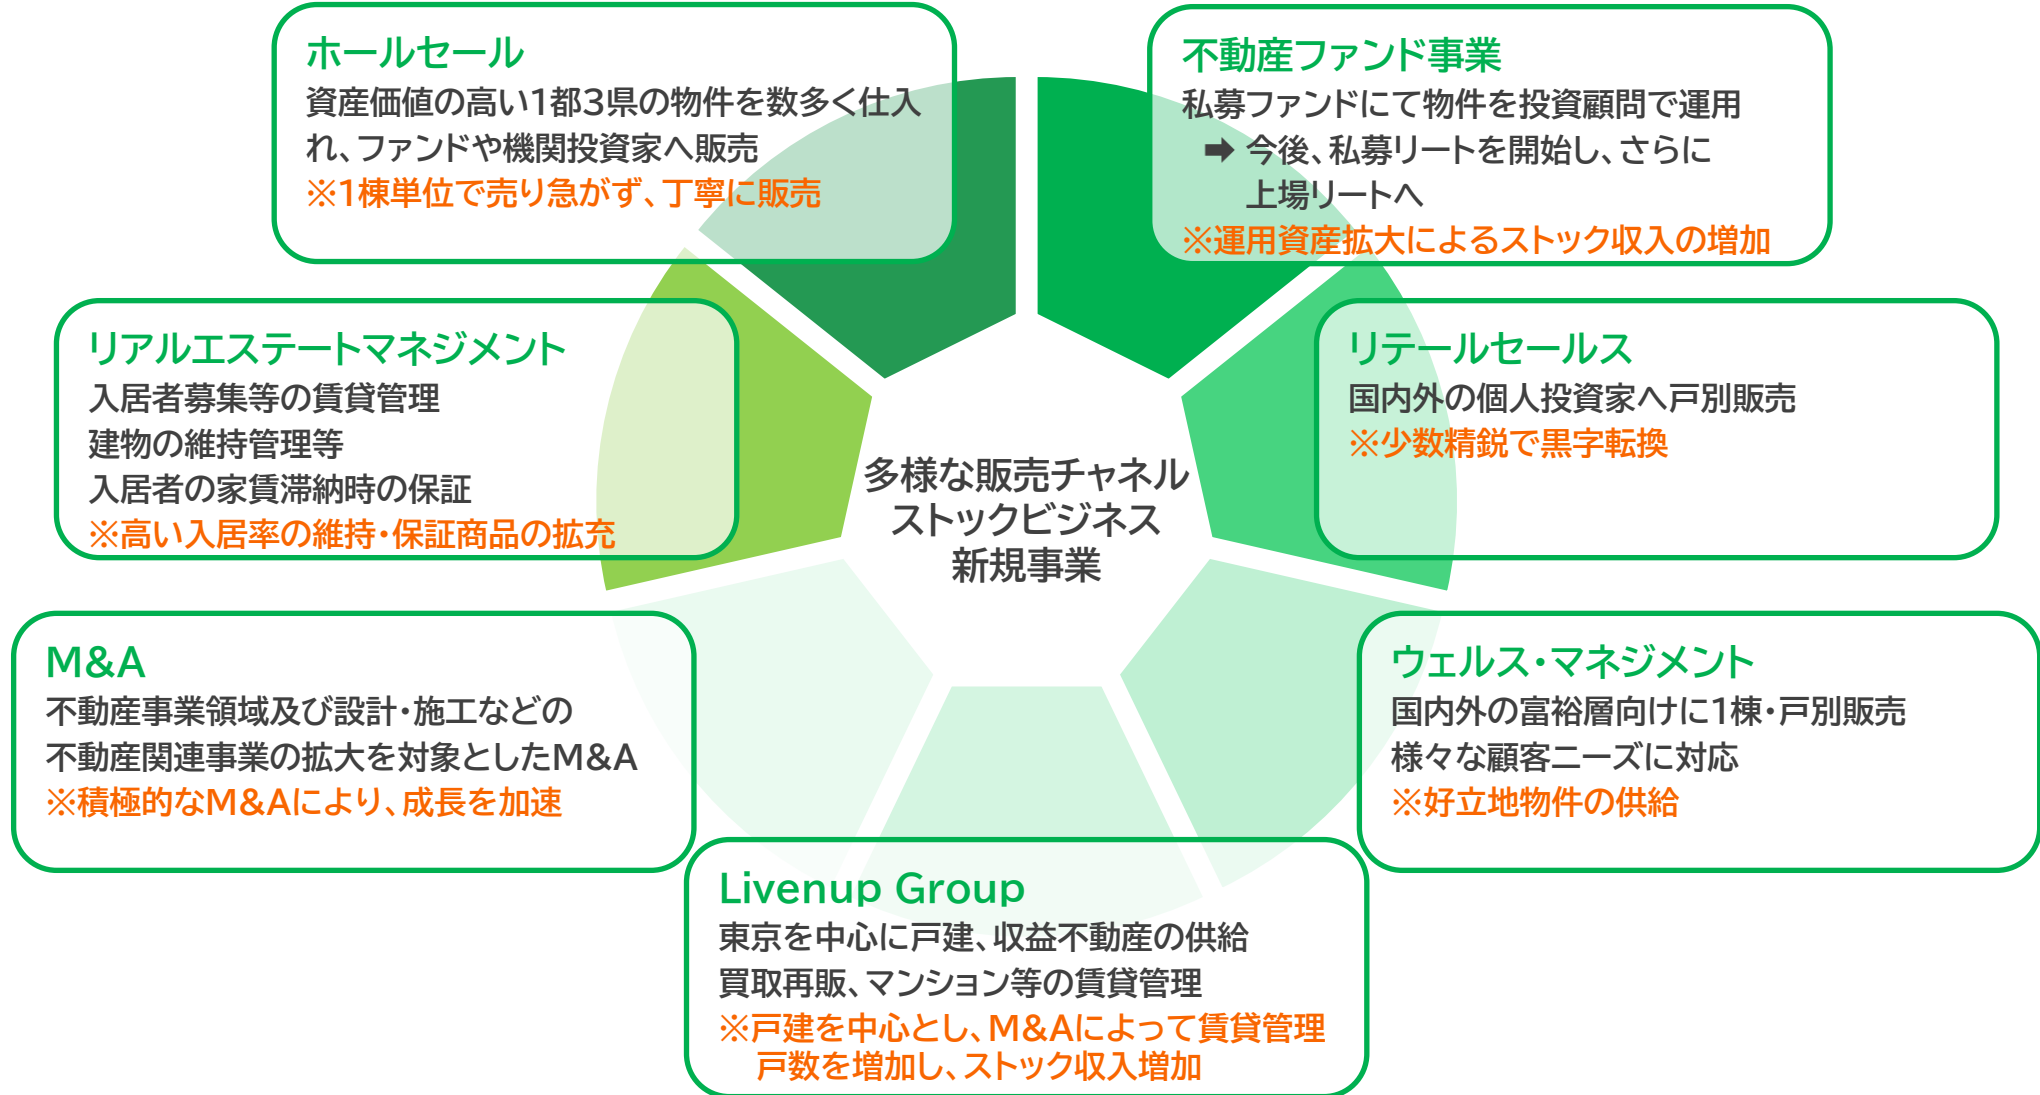 ホールセール
資産価値の高い1都3県の物件を数多く仕入
れ、ファンドや機関投資家へ販売
※1棟単位で売り急がず、丁寧に販売
不動産ファンド事業
私募ファンドにて物件を投資顧問で運用
➡ 今後、私募リートを開始し、さらに
上場リートへ
※運用資産拡大によるストック収入の増加
リアルエステートマネジメント
入居者募集等の賃貸管理
建物の維持管理等
入居者の家賃滞納時の保証
※高い入居率の維持・保証商品の拡充
リテールセールス
国内外の個人投資家へ戸別販売
※少数精鋭で黒字転換
多様な販売チャネル
ストックビジネス
新規事業
M&A
不動産事業領域及び設計・施工などの
不動産関連事業の拡大を対象としたM&A
※積極的なM&Aにより、成長を加速
ウェルス・マネジメント
国内外の富裕層向けに1棟・戸別販売
様々な顧客ニーズに対応
※好立地物件の供給
Livenup Group
東京を中心に戸建、収益不動産の供給
買取再販、マンション等の賃貸管理
※戸建を中心とし、M&Aによって賃貸管理
戸数を増加し、ストック収入増加